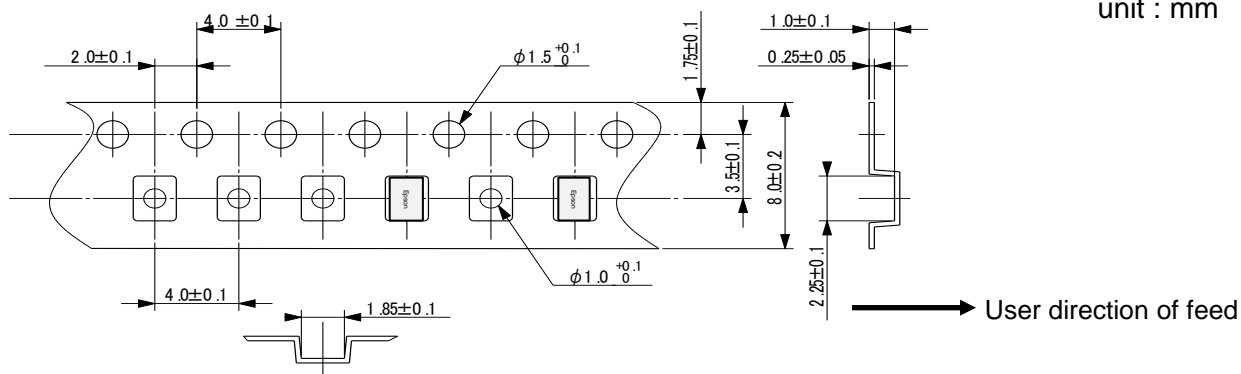 unit : mm
4.0 ±0.1
2.0±0.1
φ1.5 +0.1 0
1.75±0.1
1.0±0.1
0.25±0.05
3.5±0.1
8.0±0.2
Epson
Epson
φ1.0 +0.1 0
2.25±0.1
4.0±0.1
1.85±0.1
User direction of feed